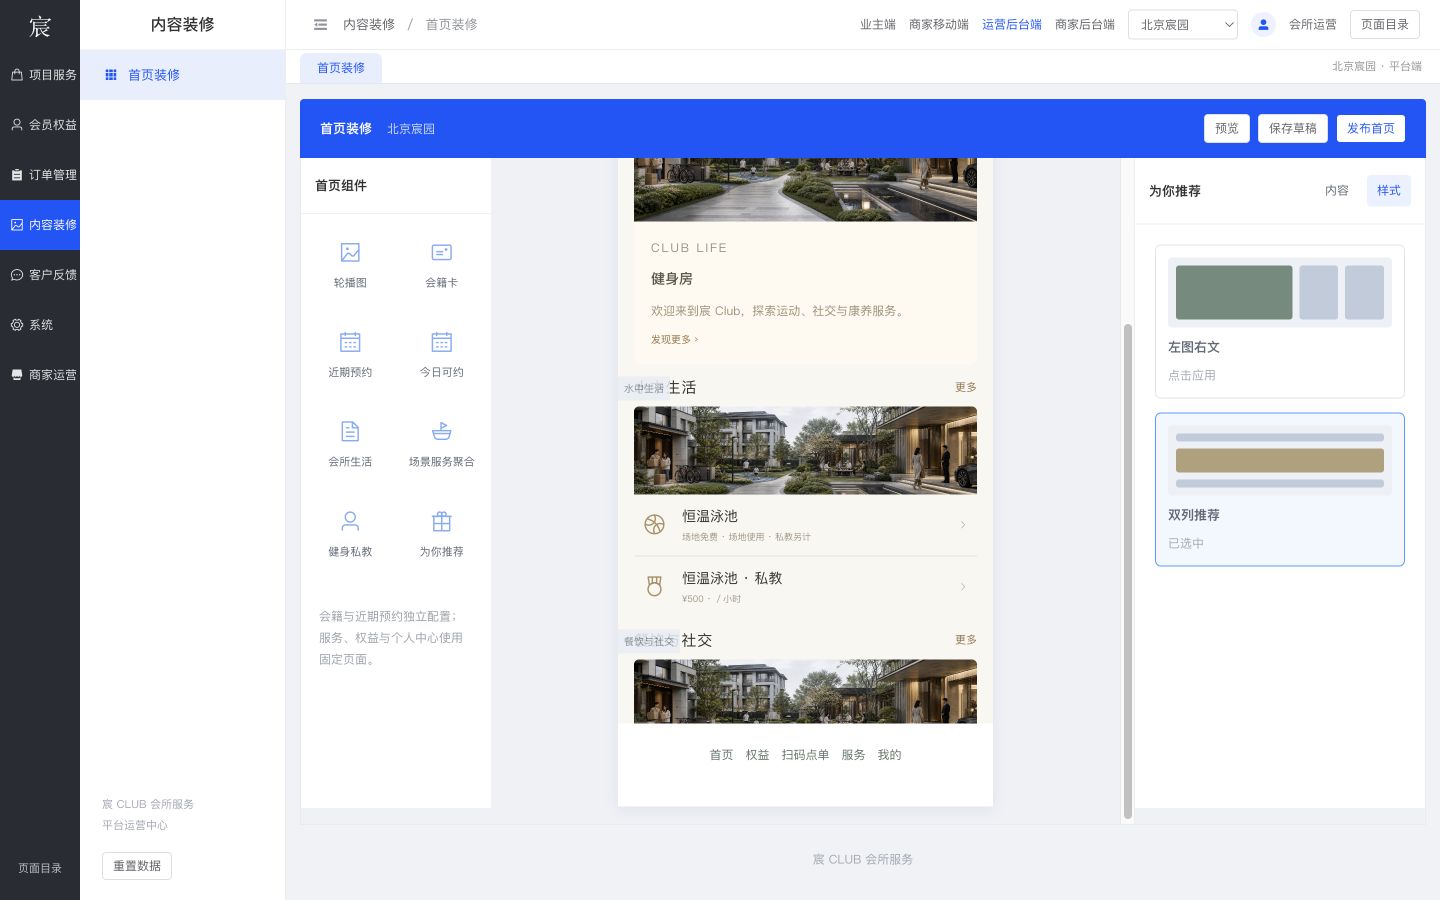 宸
项目服务
会员权益
订单管理
内容装修
客户反馈
系统
商家运营
页面目录
内容装修
首页装修
宸 CLUB 会所服务
平台运营中心
重置数据
内容装修 / 首页装修
业主端
商家移动端
运营后台端
商家后台端
北京宸园
会所运营
页面目录
首页装修
北京宸园 · 平台端
首页装修
北京宸园
预览
保存草稿
发布首页
首页组件
轮播图
会籍卡
近期预约
今日可约
会所生活
场景服务聚合
健身私教
为你推荐
会籍与近期预约独立配置；
服务、权益与个人中心使用
固定页面。
CLUB LIFE
健身房
欢迎来到宸 Club，探索运动、社交与康养服务。
发现更多 ›
水中生活
生活
更多
恒温泳池
场地免费 · 场地使用 · 私教另计
恒温泳池 · 私教
¥500 · / 小时
餐饮与社交
社交
更多
首页
权益
扫码点单
服务
我的
为你推荐
内容
样式
左图右文
点击应用
双列推荐
已选中
宸 CLUB 会所服务